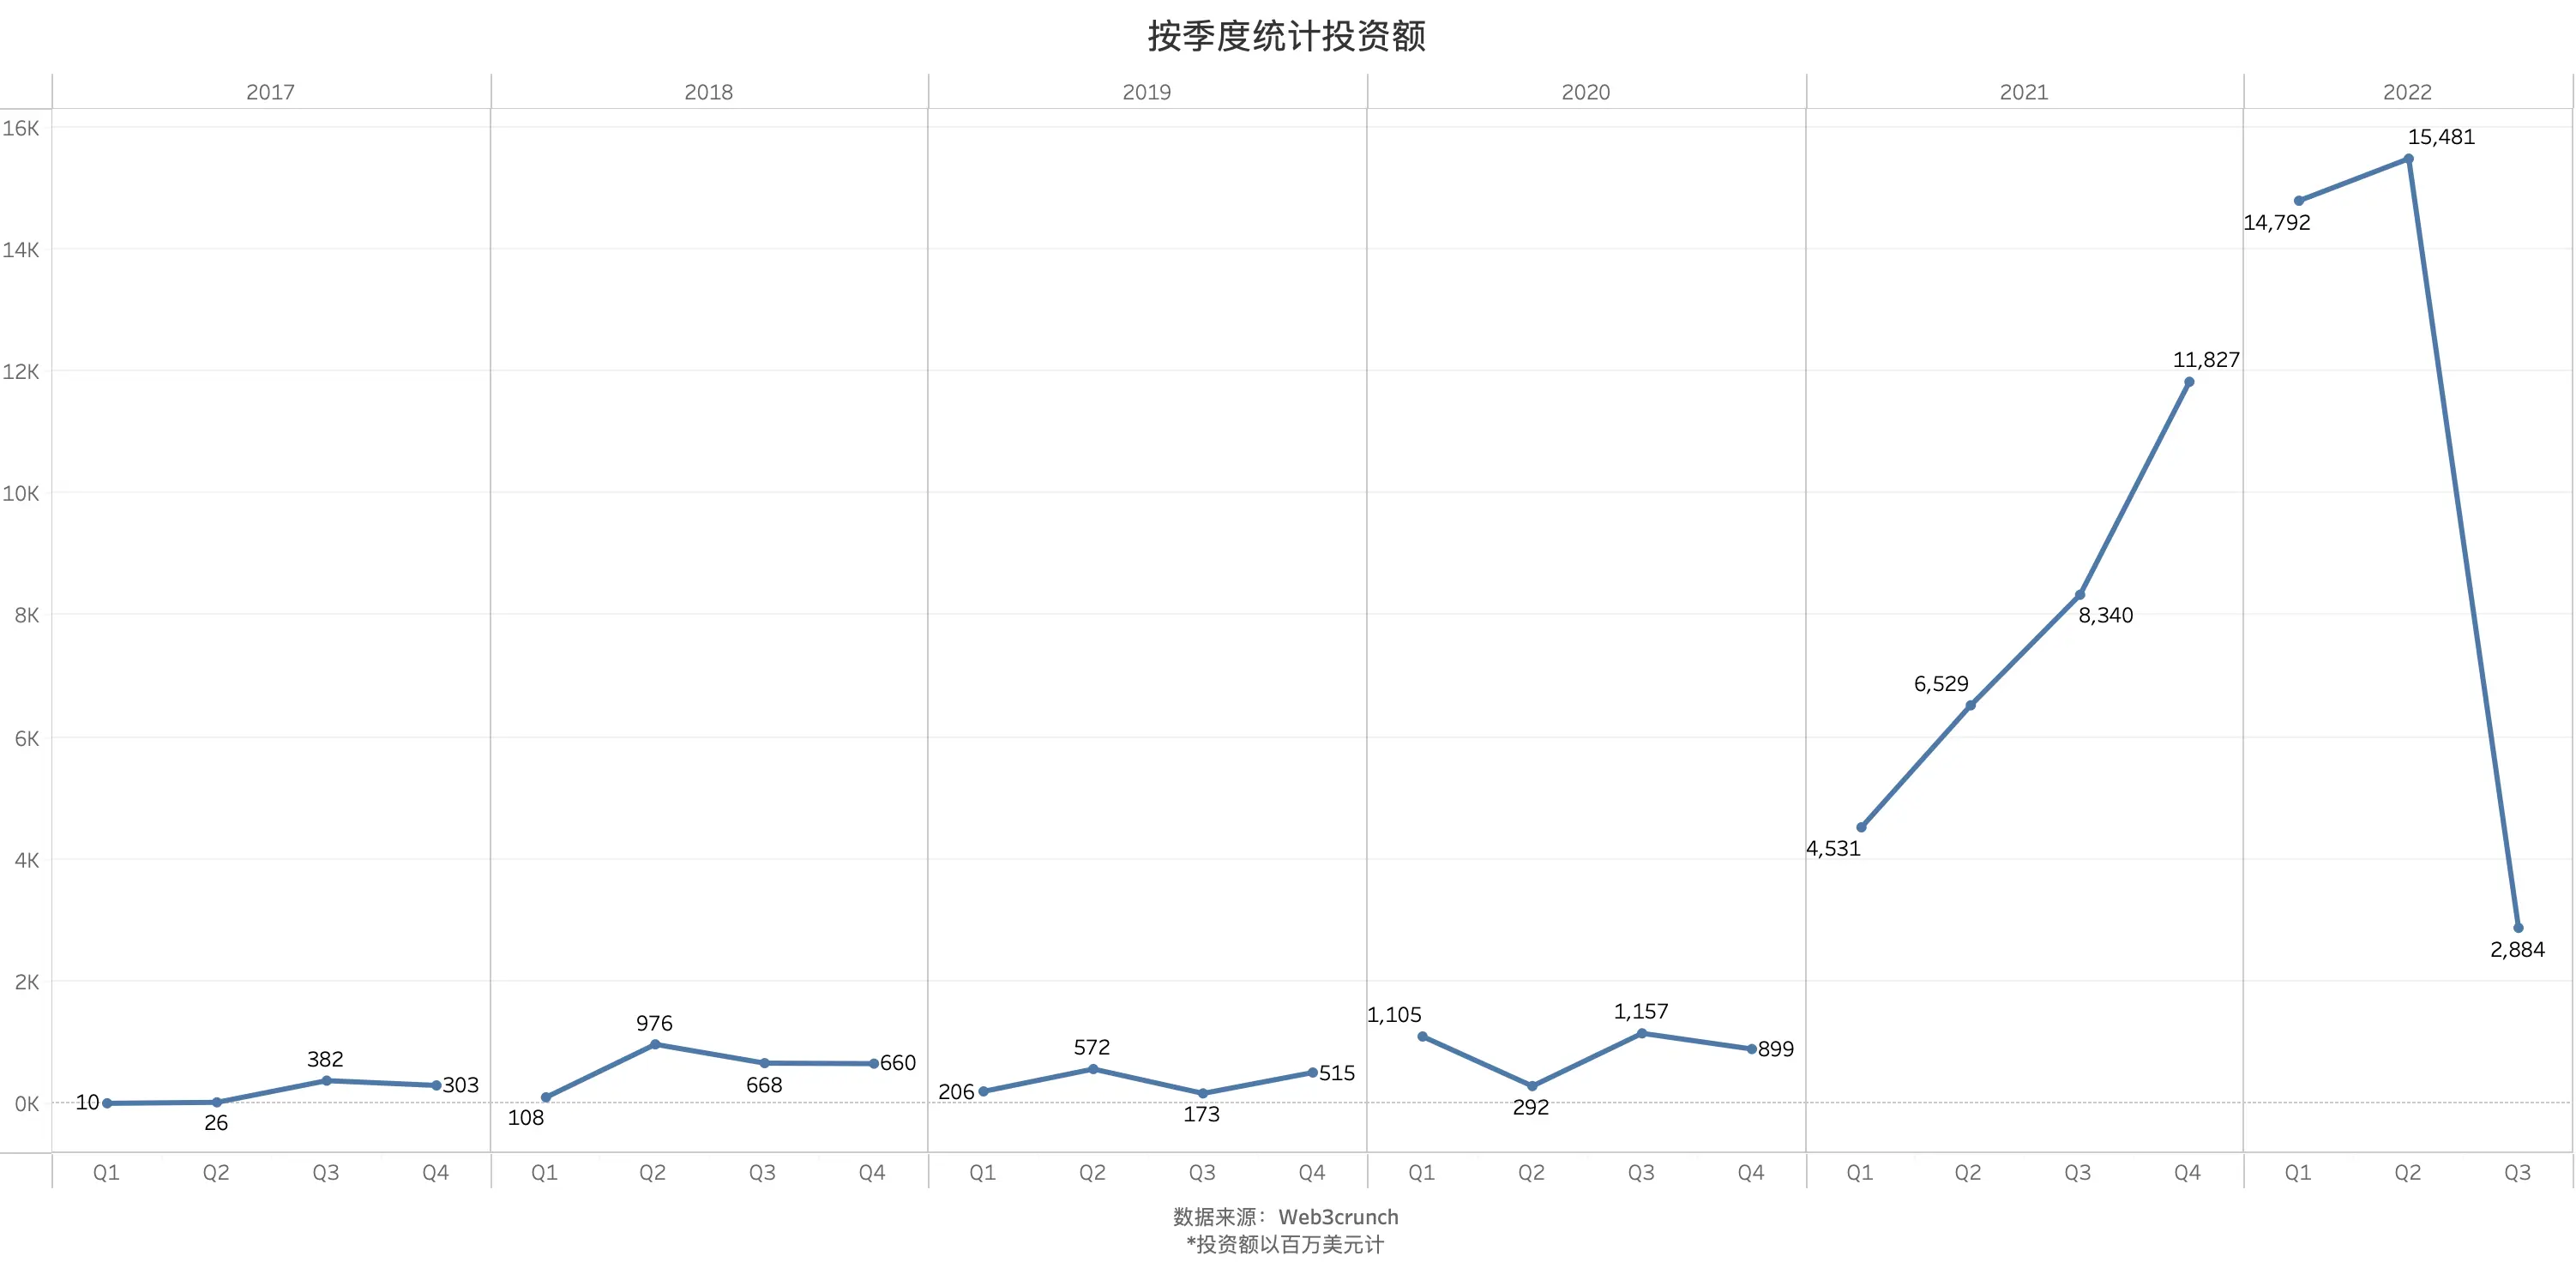 按季度统计投资额
2017 2018 2019 2020 2021 2022
16K
14K
12K
10K
8K
6K
4K
2K
0K
10 26 382 303
108 976 668 660
206 572 173 515
1,105 292 1,157 899
4,531 6,529 8,340 11,827
14,792 15,481 2,884
Q1 Q2 Q3 Q4 Q1 Q2 Q3 Q4 Q1 Q2 Q3 Q4 Q1 Q2 Q3 Q4 Q1 Q2 Q3 Q4 Q1 Q2 Q3
数据来源：Web3crunch
*投资额以百万美元计